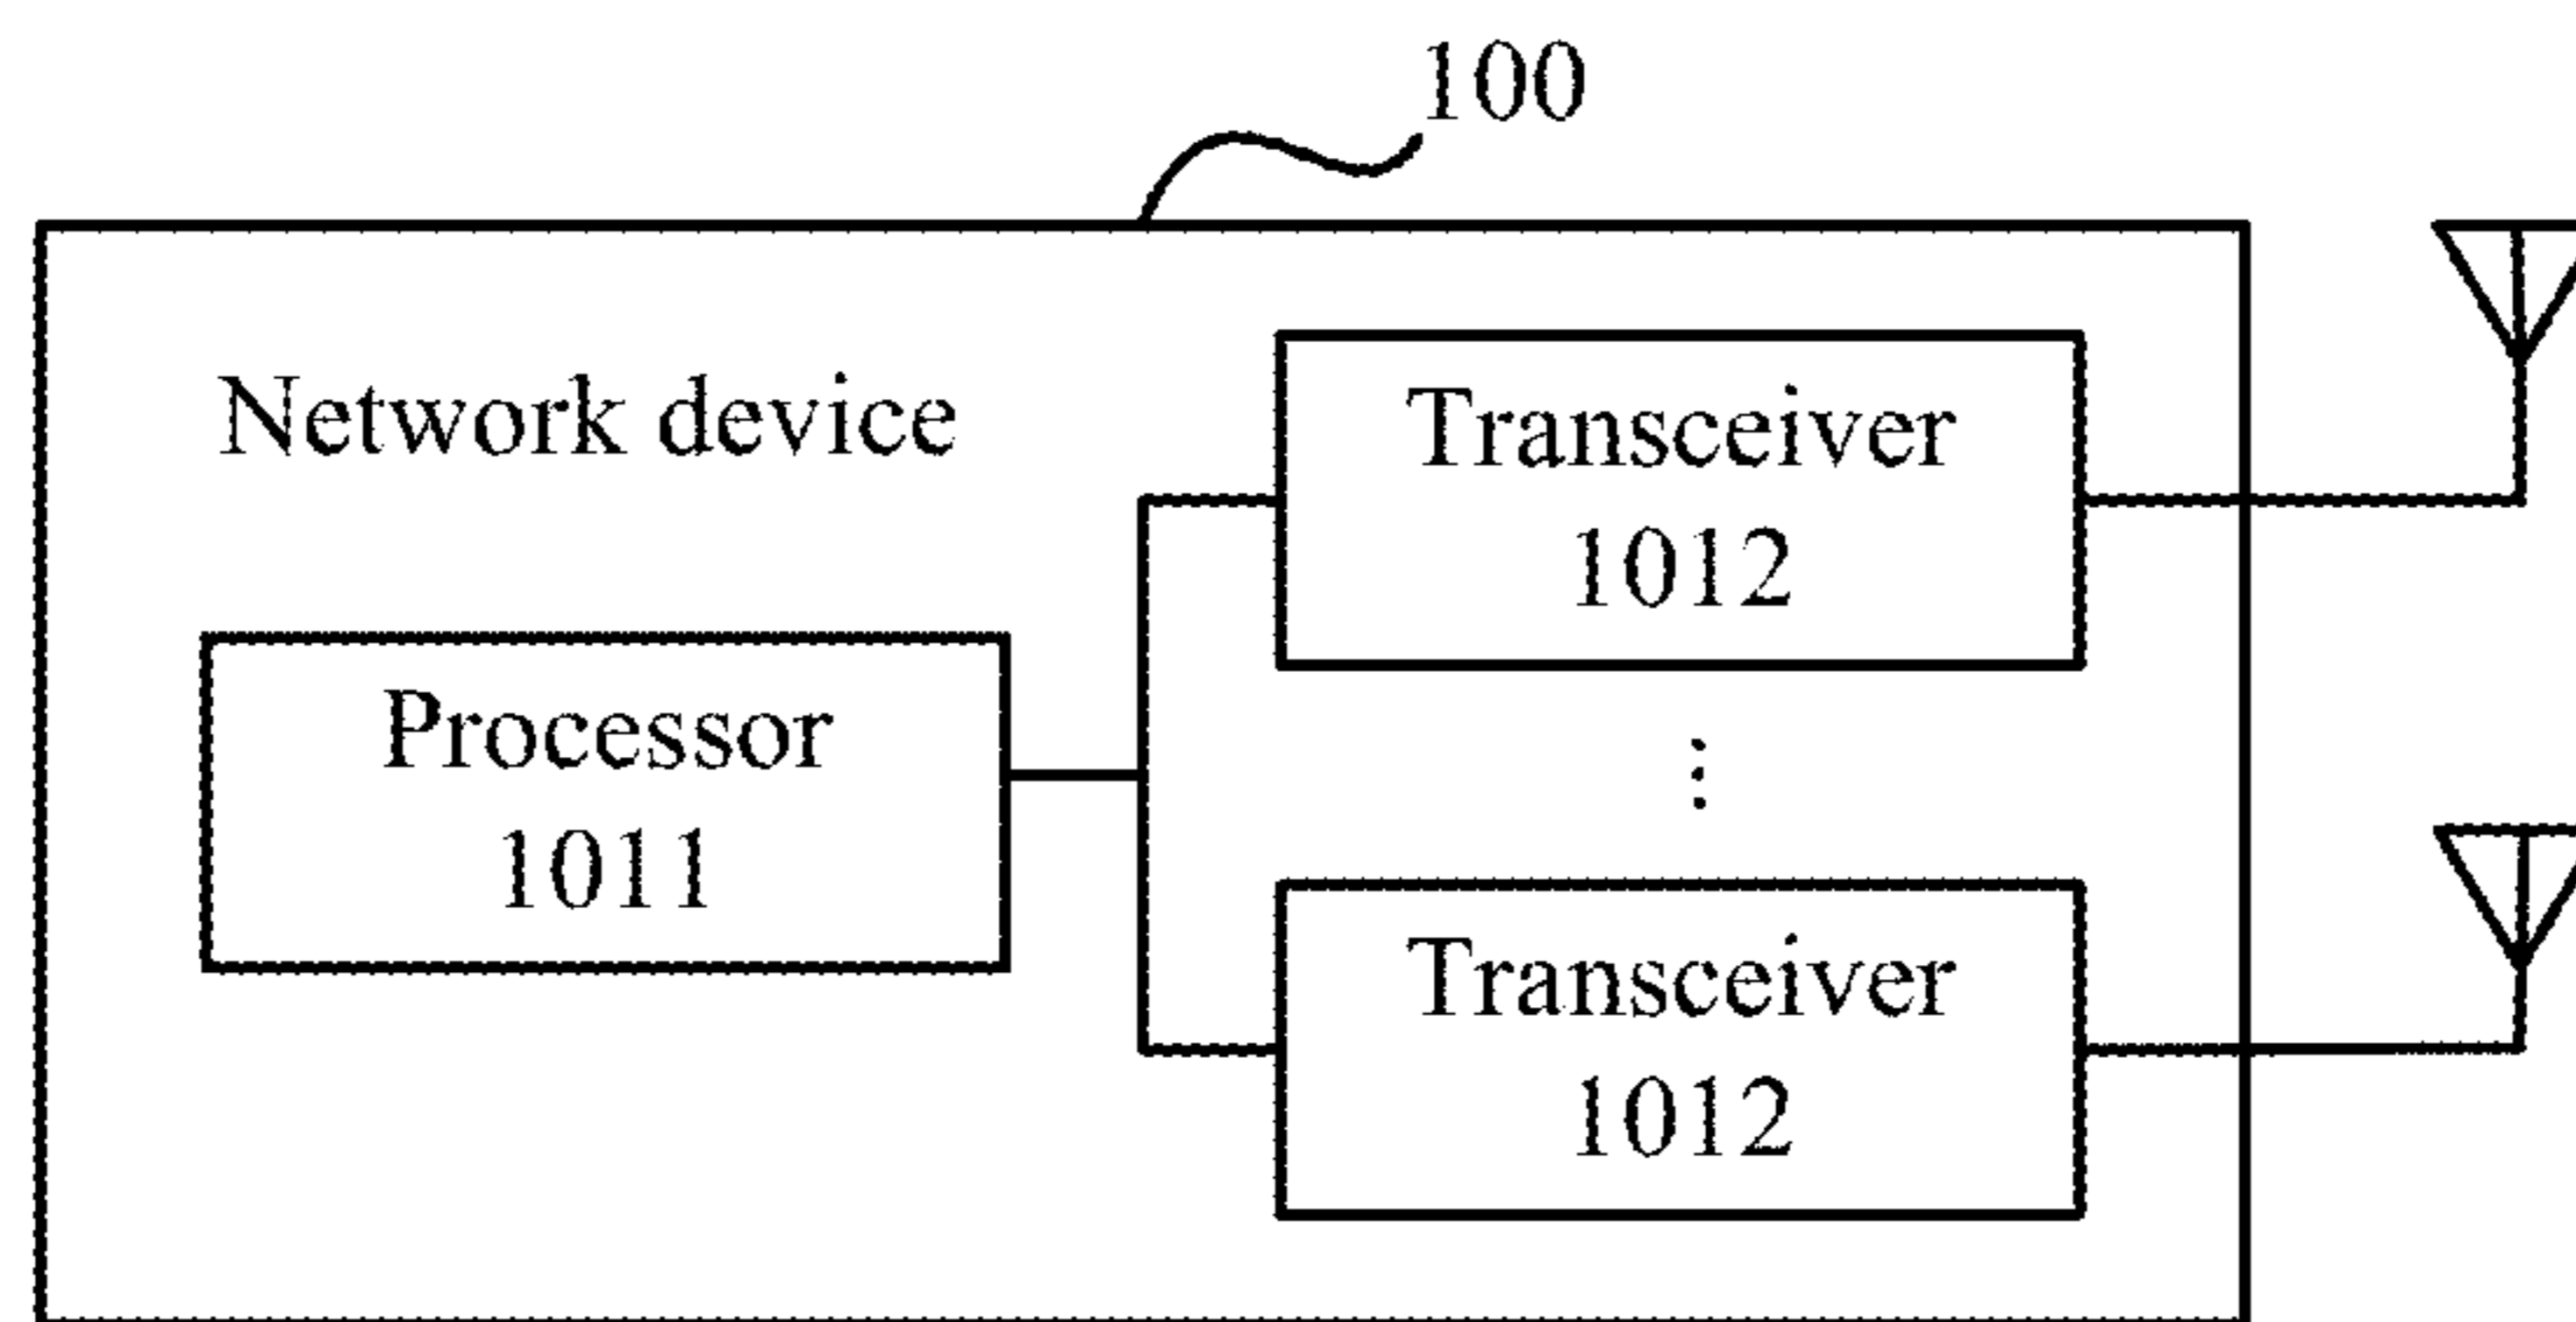 100
Network device
Transceiver
1012
Processor
1011
⋮
Transceiver
1012